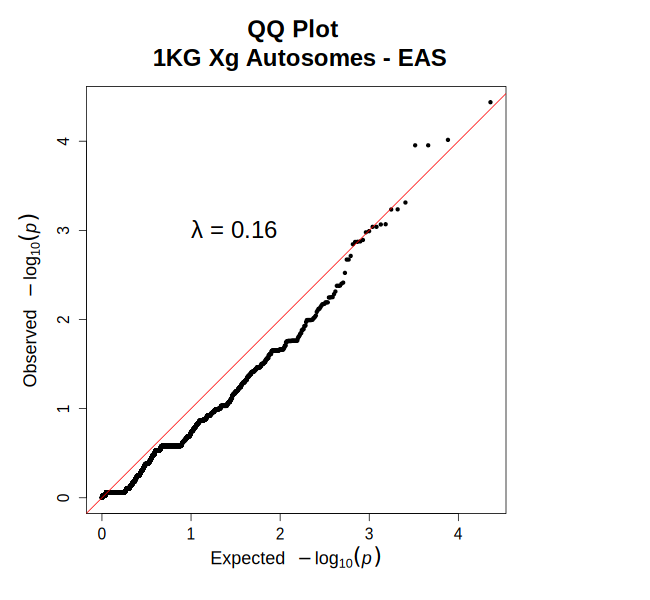 QQ Plot
1KG Xg Autosomes - EAS
λ = 0.16
Observed −log10(p)
4
3
2
1
0
0 1 2 3 4
Expected −log10(p)